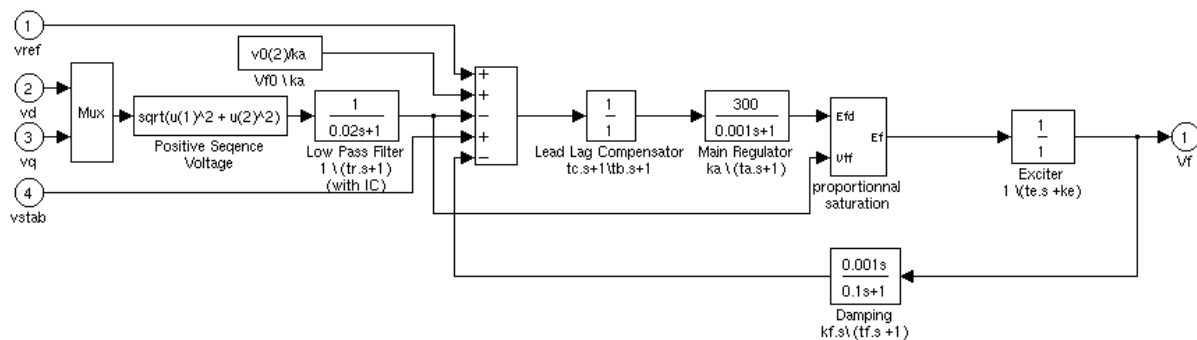 1
vref
v0(2)/ka
Vf0 \ ka
2
vd
3
vq
Mux
sqrt(u(1)^2 + u(2)^2)
Positive Seqence
Voltage
1
0.02s+1
Low Pass Filter
1 \ (tr.s+1)
(with IC)
4
vstab
+
+
−
+
−
1
1
Lead Lag Compensator
tc.s+1\tb.s+1
300
0.001s+1
Main Regulator
ka \ (ta.s+1)
Efd
Vtf
Ef
proportionnal
saturation
1
1
Exciter
1 \(te.s +ke)
1
Vf
0.001s
0.1s+1
Damping
kf.s\ (tf.s +1)